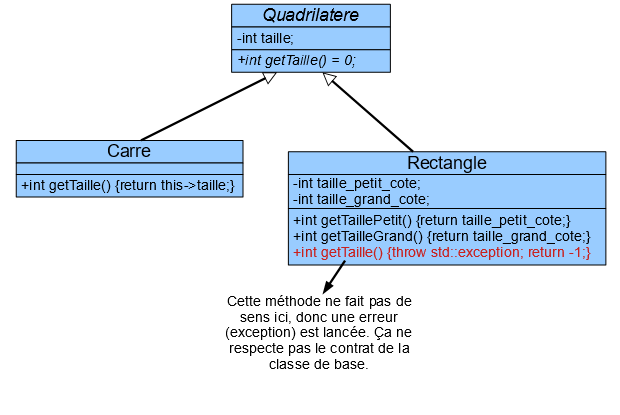 Quadrilatere
-int taille;
+int getTaille() = 0;
Carre
+int getTaille() {return this->taille;}
Rectangle
-int taille_petit_cote;
-int taille_grand_cote;
+int getTaillePetit() {return taille_petit_cote;}
+int getTailleGrand() {return taille_grand_cote;}
+int getTaille() {throw std::exception; return -1;}
Cette méthode ne fait pas de
sens ici, donc une erreur
(exception) est lancée. Ça ne
respecte pas le contrat de la
classe de base.